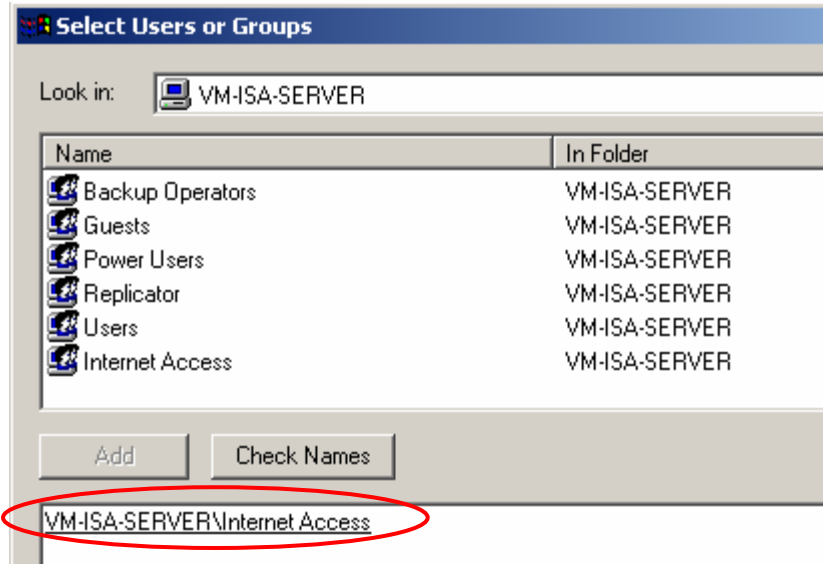 Select Users or Groups
Look in: VM-ISA-SERVER
Name In Folder
Backup Operators VM-ISA-SERVER
Guests VM-ISA-SERVER
Power Users VM-ISA-SERVER
Replicator VM-ISA-SERVER
Users VM-ISA-SERVER
Internet Access VM-ISA-SERVER
Add Check Names
VM-ISA-SERVER\Internet Access